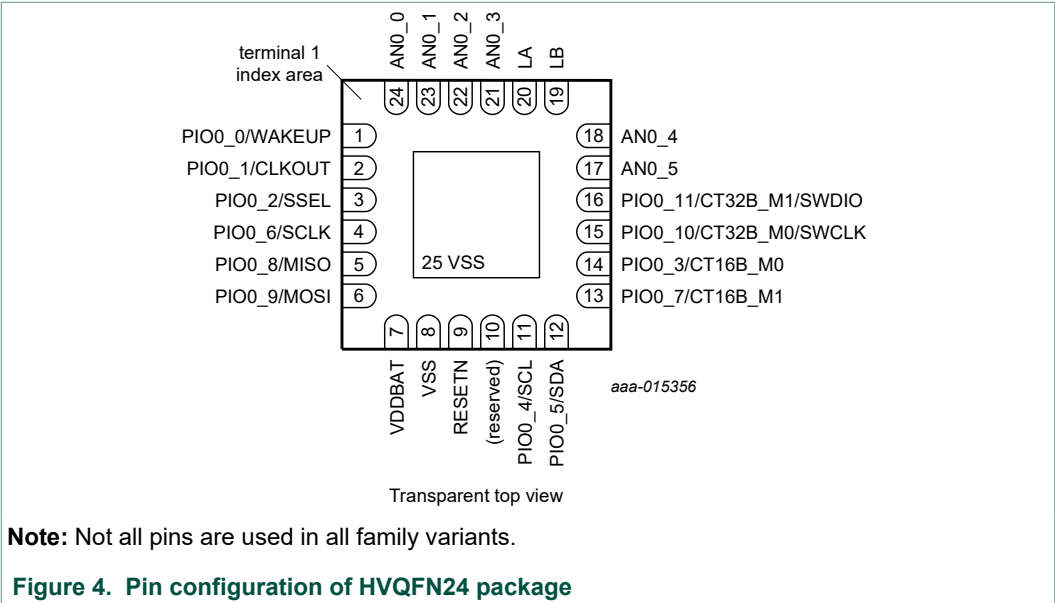 AN0_0
AN0_1
AN0_2
AN0_3
LA
LB
terminal 1
index area
24
23
22
21
20
19
PIO0_0/WAKEUP 1
PIO0_1/CLKOUT 2
PIO0_2/SSEL 3
PIO0_6/SCLK 4
PIO0_8/MISO 5
PIO0_9/MOSI 6
18 AN0_4
17 AN0_5
16 PIO0_11/CT32B_M1/SWDIO
15 PIO0_10/CT32B_M0/SWCLK
14 PIO0_3/CT16B_M0
13 PIO0_7/CT16B_M1
25 VSS
7
8
9
10
11
12
VDDBAT
VSS
RESETN
(reserved)
PIO0_4/SCL
PIO0_5/SDA
aaa-015356
Transparent top view
Note: Not all pins are used in all family variants.
Figure 4. Pin configuration of HVQFN24 package